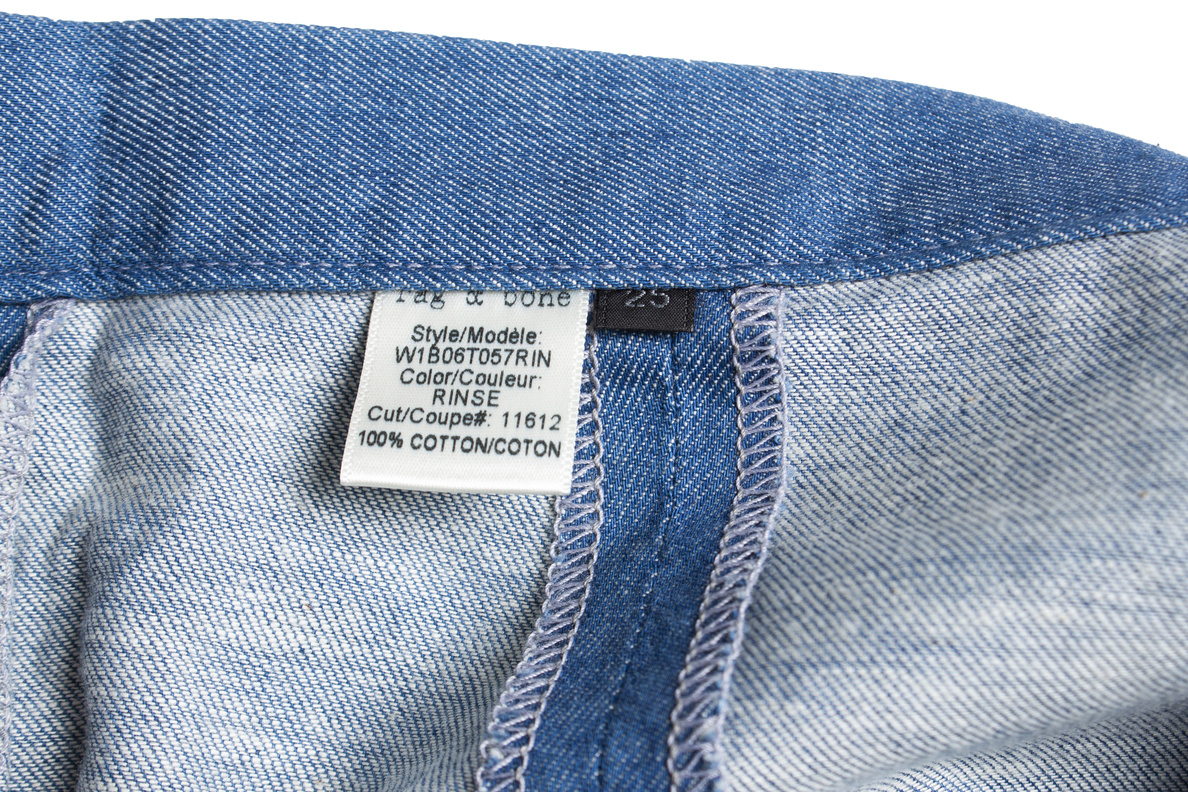 rag & bone
25
Style/Modèle:
W1B06T057RIN
Color/Couleur:
RINSE
Cut/Coupe#: 11612
100% COTTON/COTON